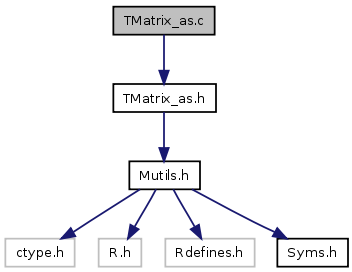 TMatrix_as.c
TMatrix_as.h
Mutils.h
ctype.h
R.h
Rdefines.h
Syms.h